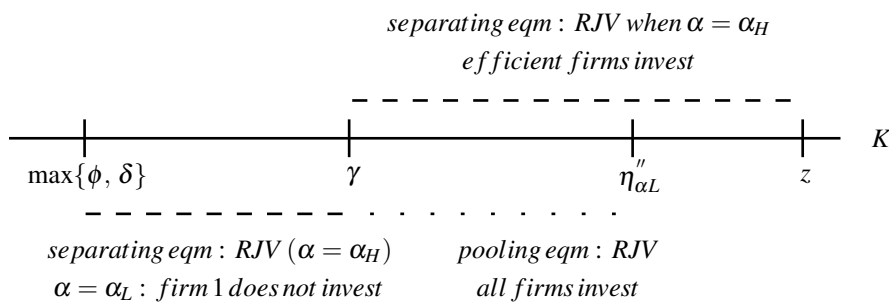 separating eqm : RJV when α = α_H
efficient firms invest
K
max{ϕ, δ} γ η''_{αL} z
separating eqm : RJV (α = α_H) pooling eqm : RJV
α = α_L : firm 1 does not invest all firms invest